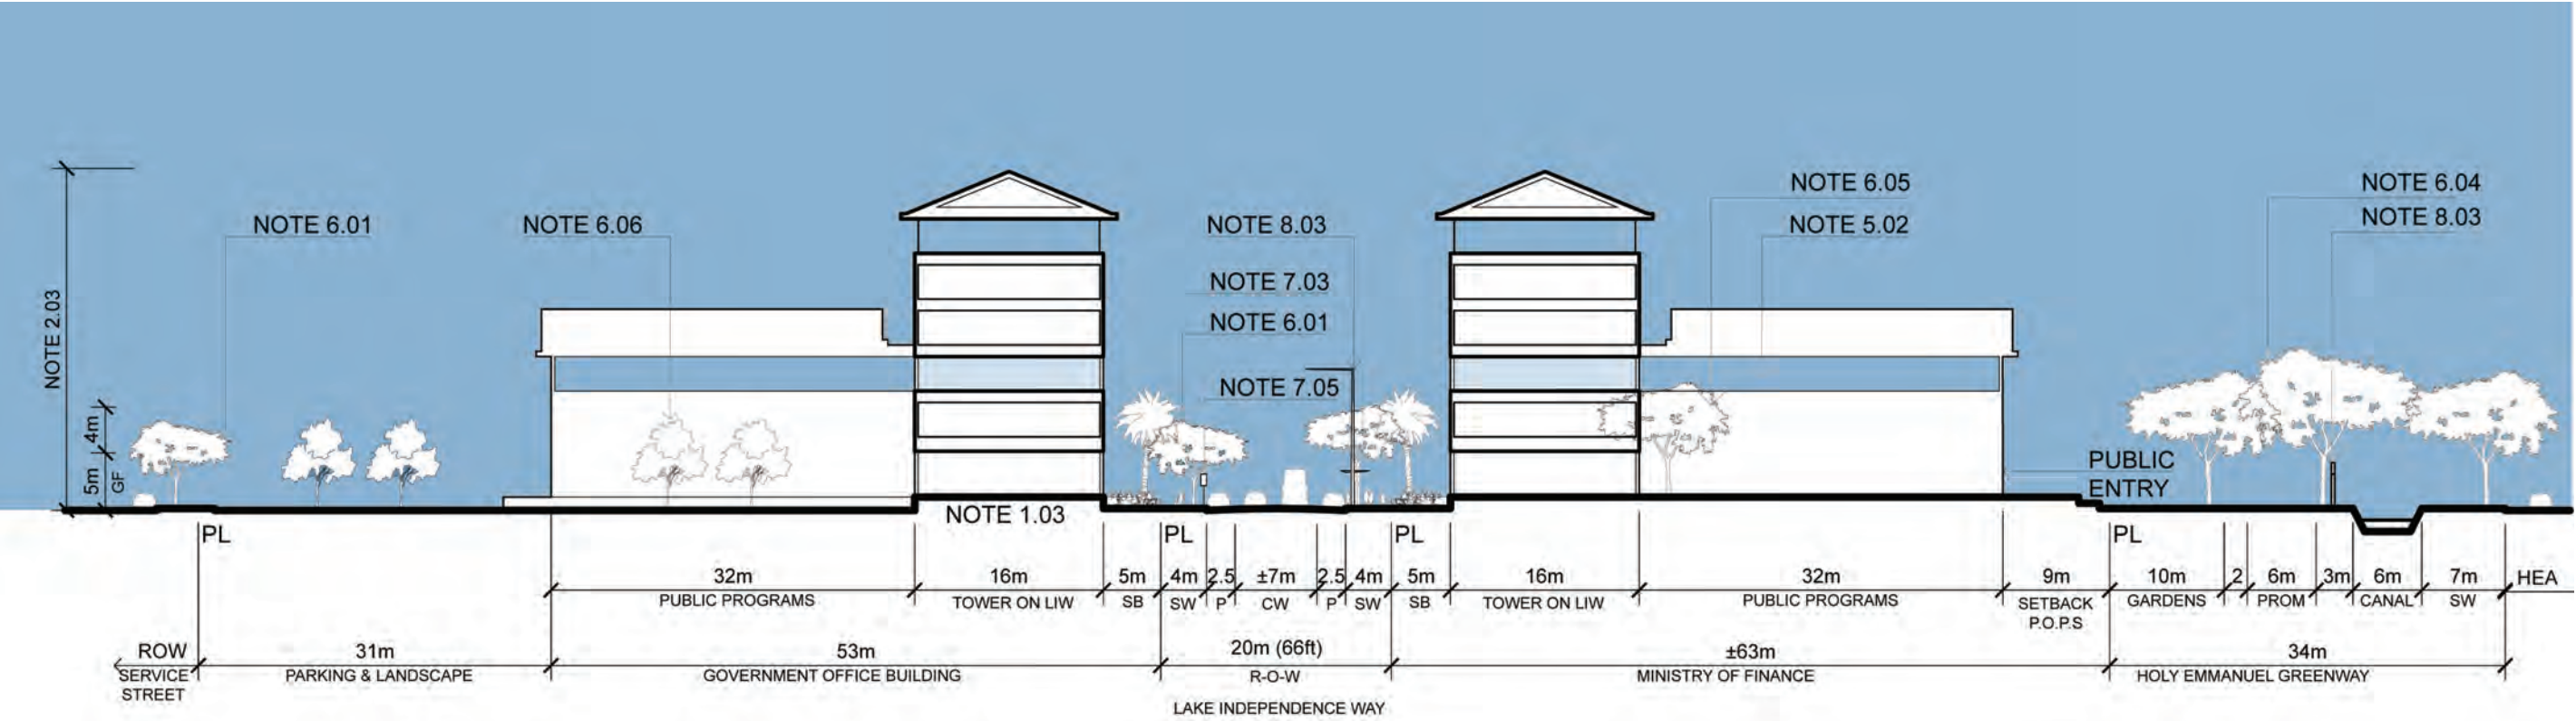 NOTE 6.05
NOTE 6.04
NOTE 6.01
NOTE 6.06
NOTE 8.03
NOTE 5.02
NOTE 8.03
NOTE 7.03
NOTE 6.01
NOTE 7.05
NOTE 2.03
4m
5m
GF
PUBLIC
ENTRY
NOTE 1.03
PL
PL
PL
PL
32m
16m
5m
4m
2.5
±7m
2.5
4m
5m
16m
32m
9m
10m
2
6m
3m
6m
7m
HEA
PUBLIC PROGRAMS
TOWER ON LIW
SB
SW
P
CW
P
SW
SB
TOWER ON LIW
PUBLIC PROGRAMS
SETBACK
P.O.P.S
GARDENS
PROM
CANAL
SW
ROW
SERVICE
STREET
31m
PARKING & LANDSCAPE
53m
GOVERNMENT OFFICE BUILDING
20m (66ft)
R-O-W
±63m
MINISTRY OF FINANCE
34m
HOLY EMMANUEL GREENWAY
LAKE INDEPENDENCE WAY